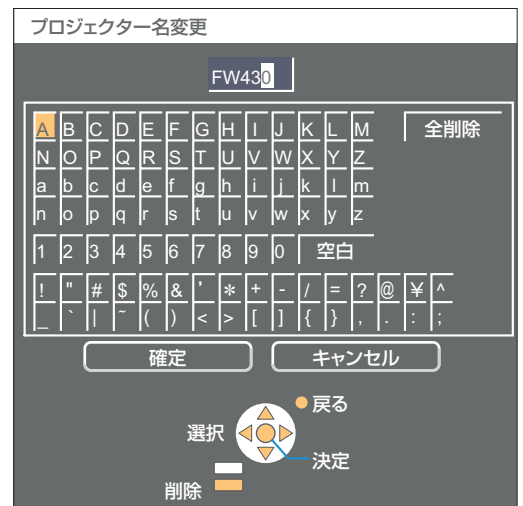 プロジェクター名変更
FW430
A B C D E F G H I J K L M 全削除
N O P Q R S T U V W X Y Z
a b c d e f g h i j k l m
n o p q r s t u v w x y z
1 2 3 4 5 6 7 8 9 0 空白
! " # $ % & ' * + - / = ? @ ¥ ^
_ ` | ~ ( ) < > [ ] { } , . : ;
確定 キャンセル
戻る
選択
決定
削除